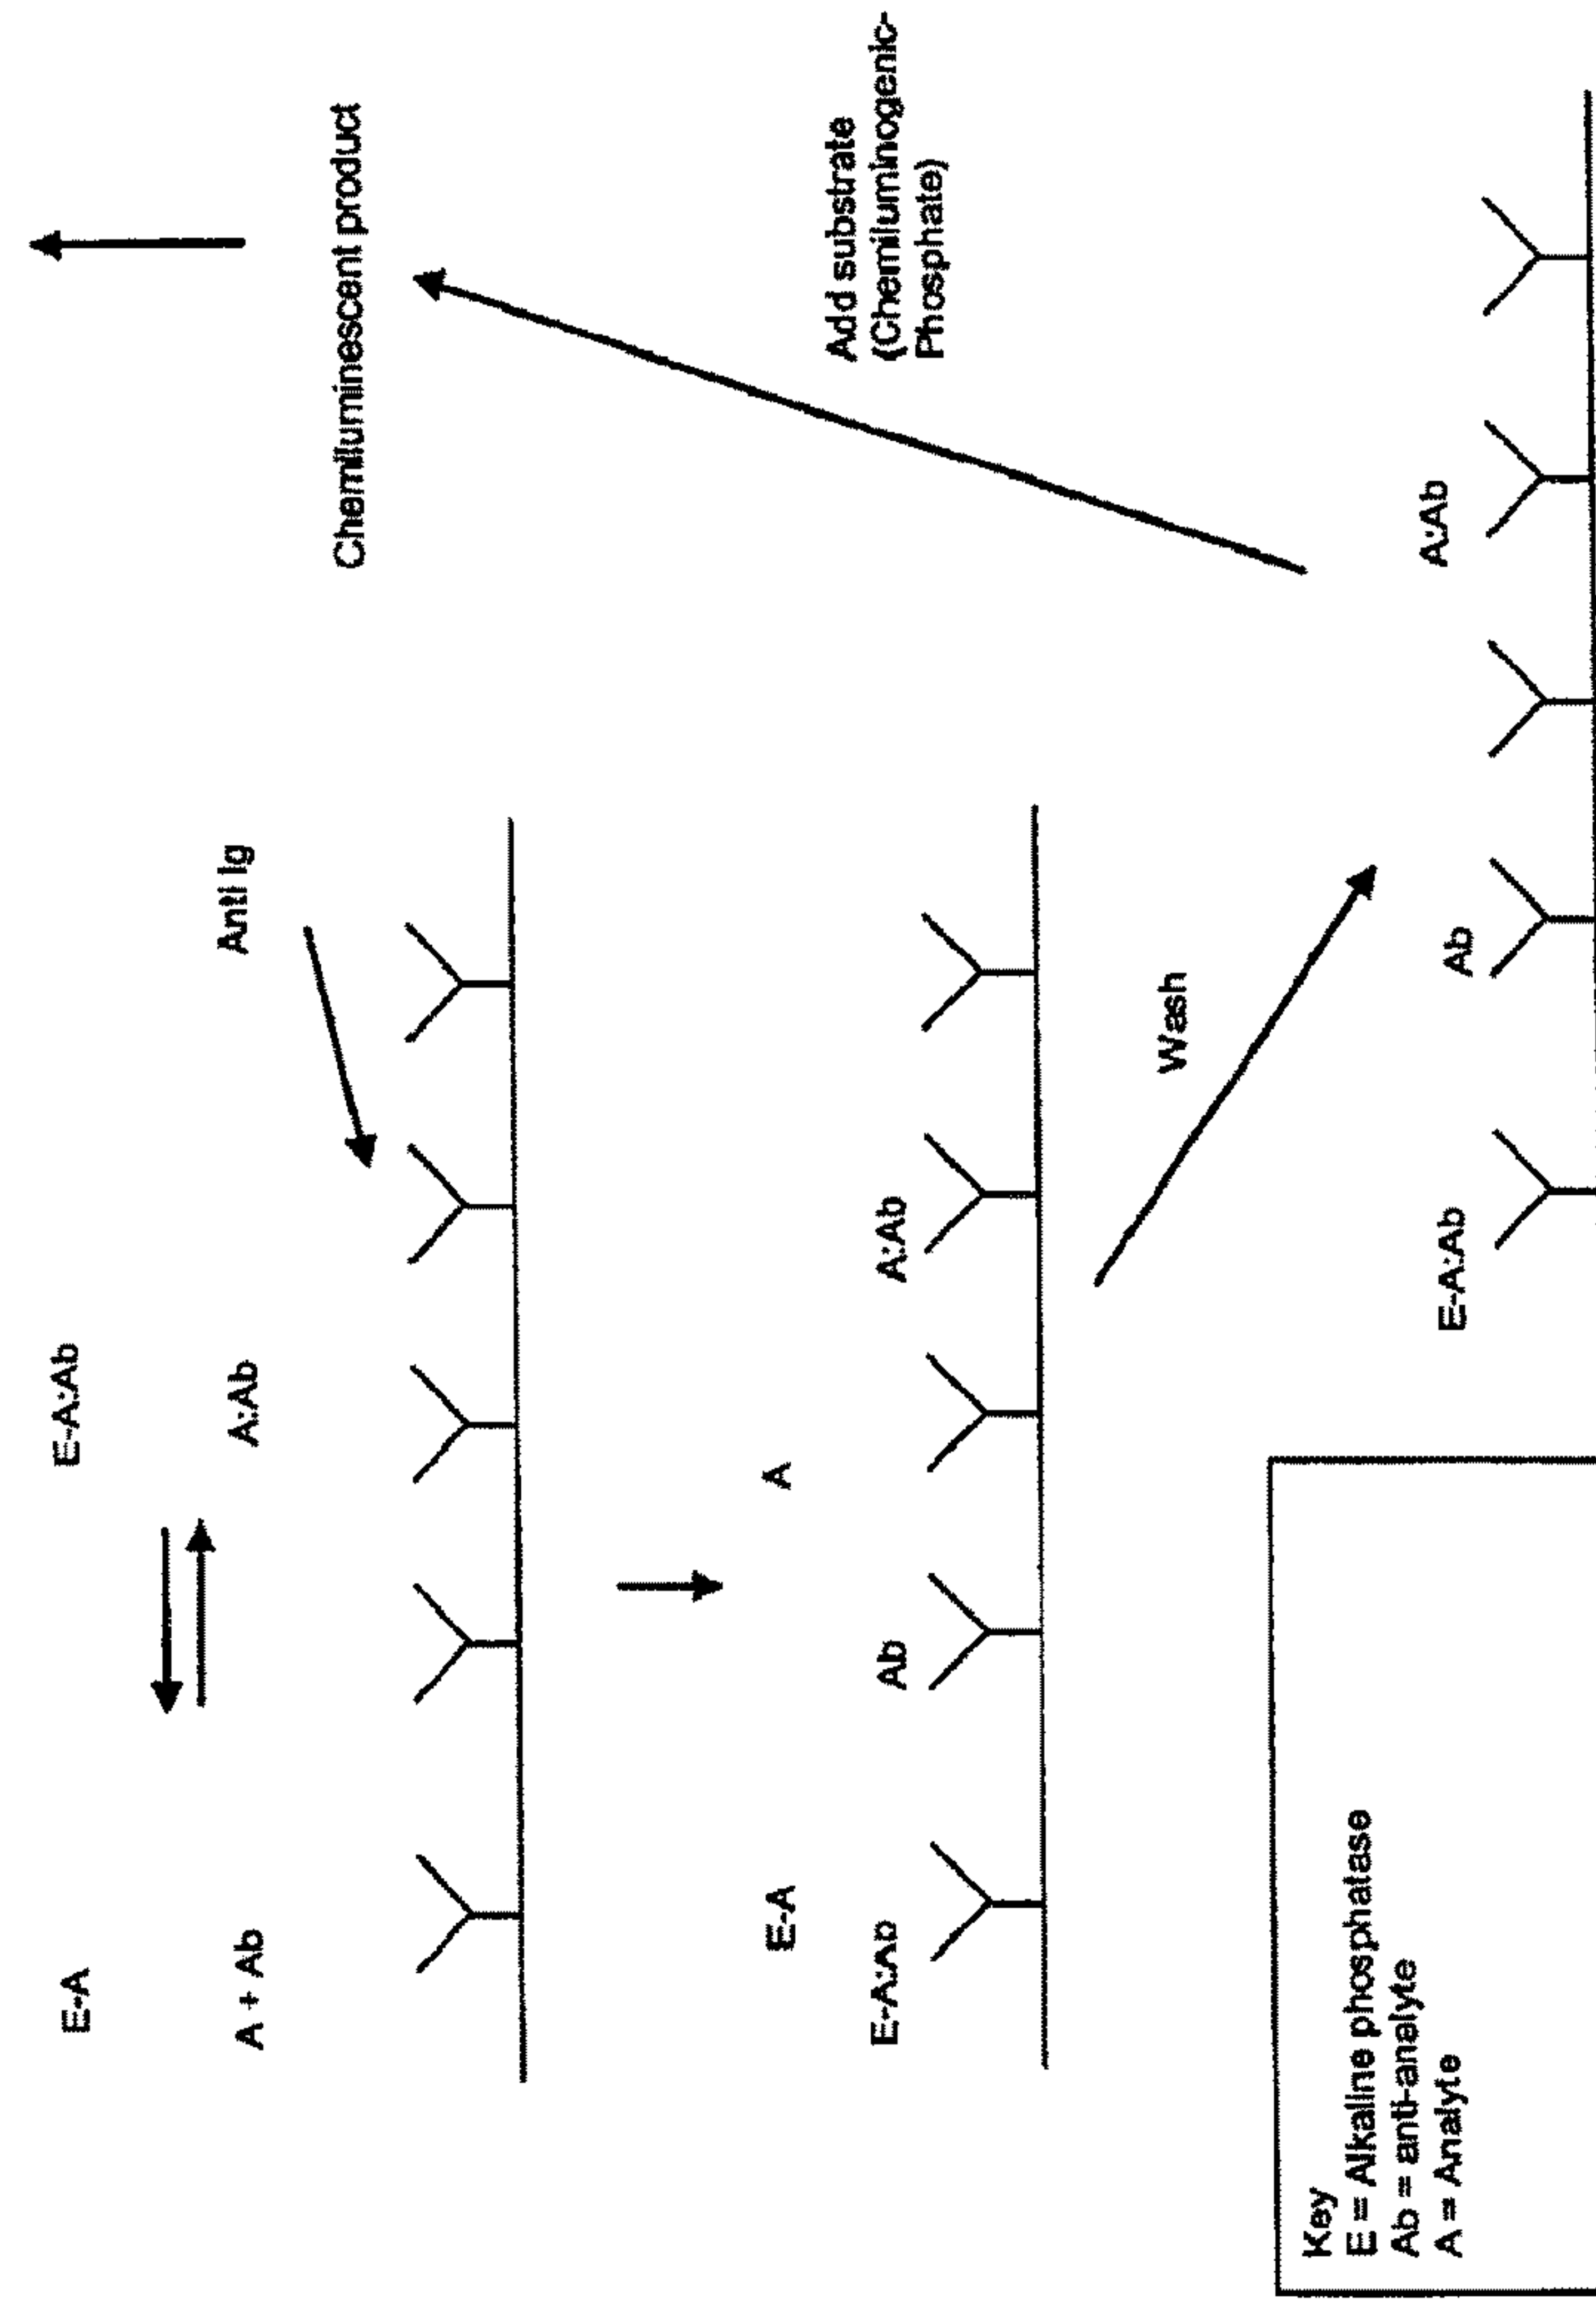 E-A
E-A:Ab
A + Ab
A:Ab
Anti Ig
E-A
A
E-A:Ab
Ab
A:Ab
Wash
E-A:Ab
Ab
A:Ab
Add substrate
(Chemiluminogenic-
Phosphate)
Chemiluminescent product
Key
E = Alkaline phosphatase
Ab = anti-analyte
A = Analyte